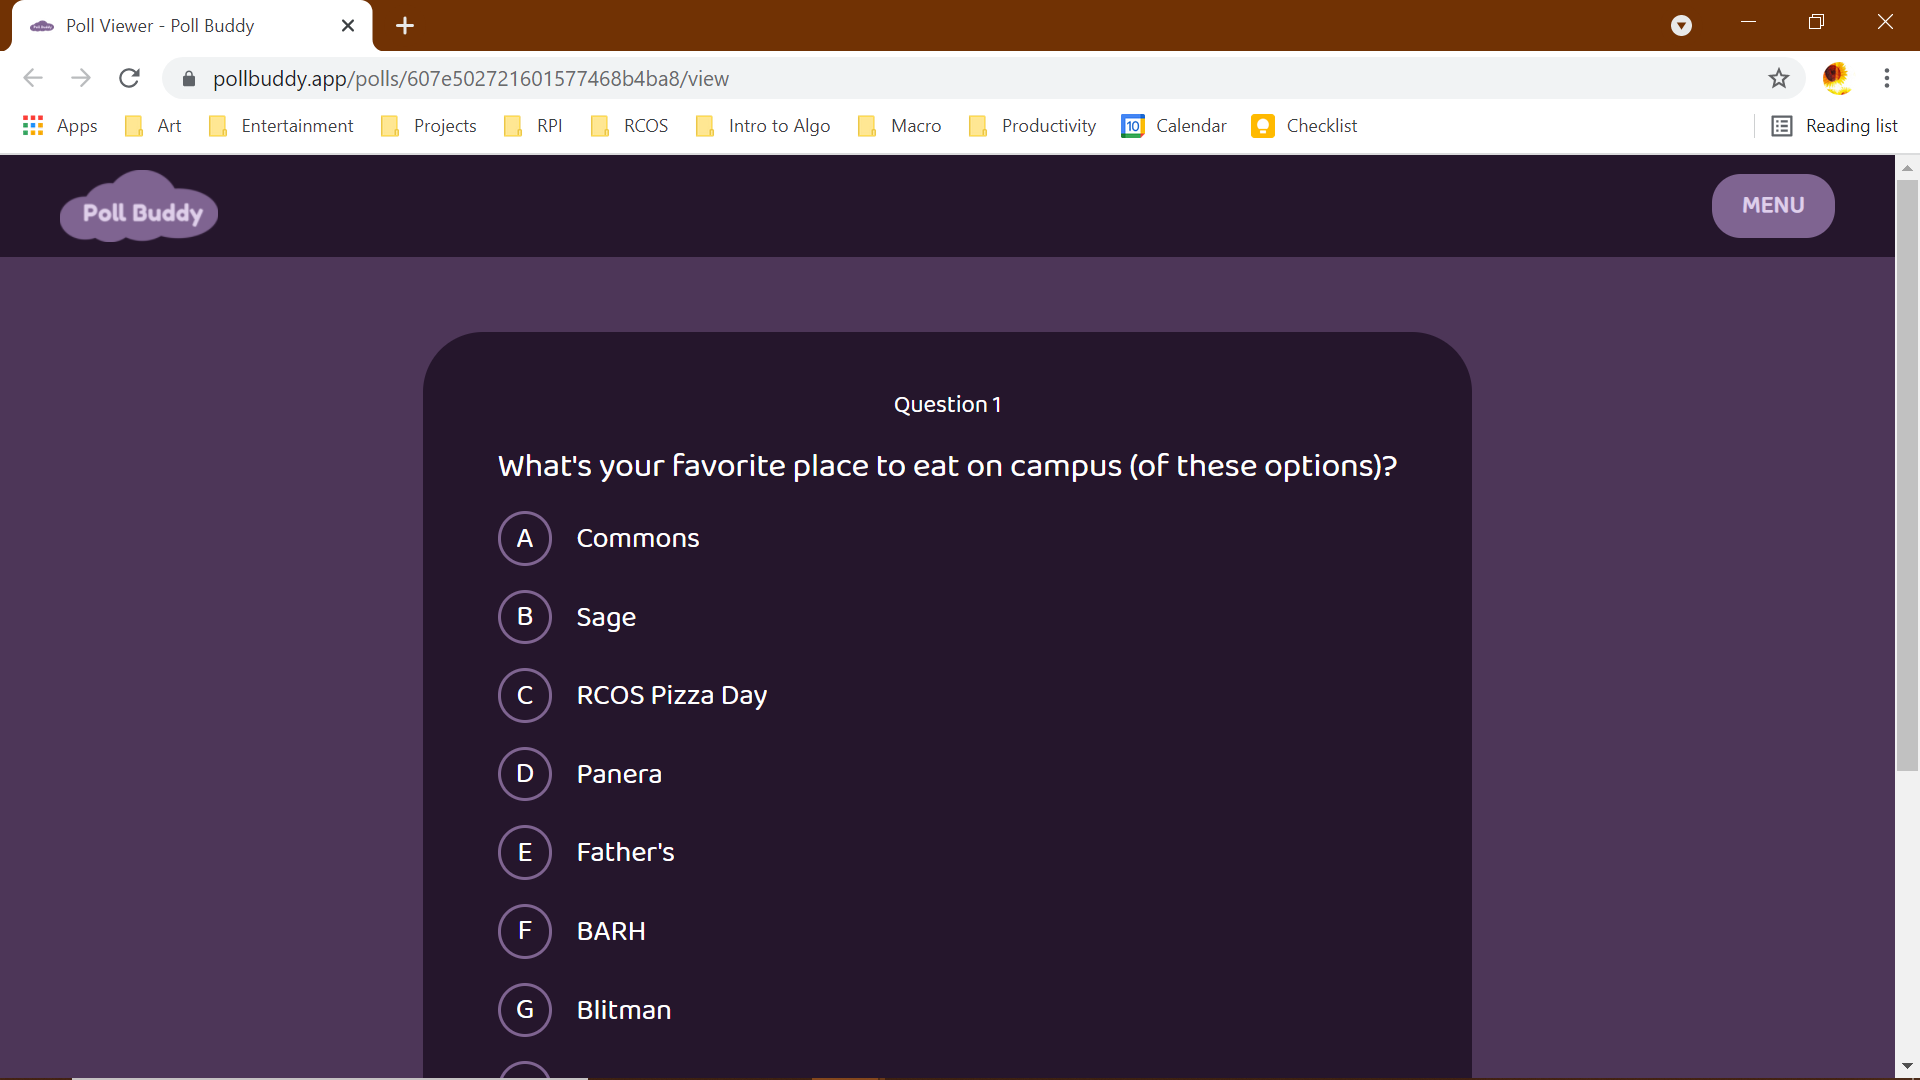 Poll Viewer - Poll Buddy
pollbuddy.app/polls/607e502721601577468b4ba8/view
Apps Art Entertainment Projects RPI RCOS Intro to Algo Macro Productivity 10 Calendar Checklist Reading list
Poll Buddy MENU
Question 1
What's your favorite place to eat on campus (of these options)?
A Commons
B Sage
C RCOS Pizza Day
D Panera
E Father's
F BARH
G Blitman